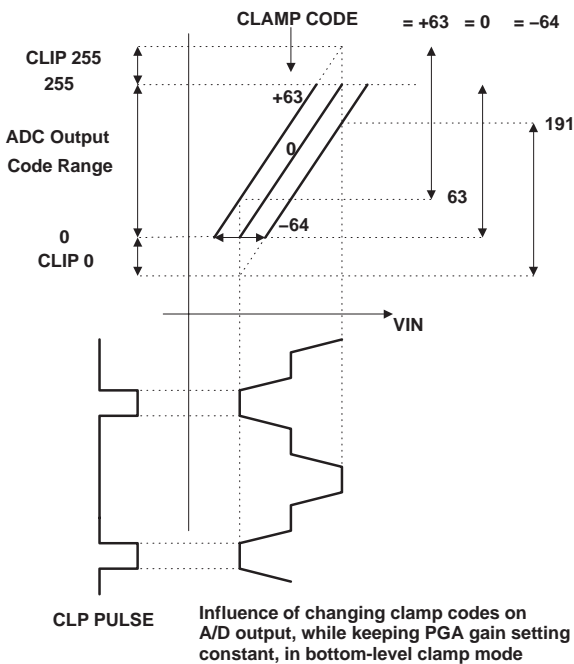 CLAMP CODE
= +63 = 0 = –64
CLIP 255
255
+63
191
ADC Output
Code Range
0
63
–64
0
CLIP 0
VIN
CLP PULSE
Influence of changing clamp codes on
A/D output, while keeping PGA gain setting
constant, in bottom-level clamp mode